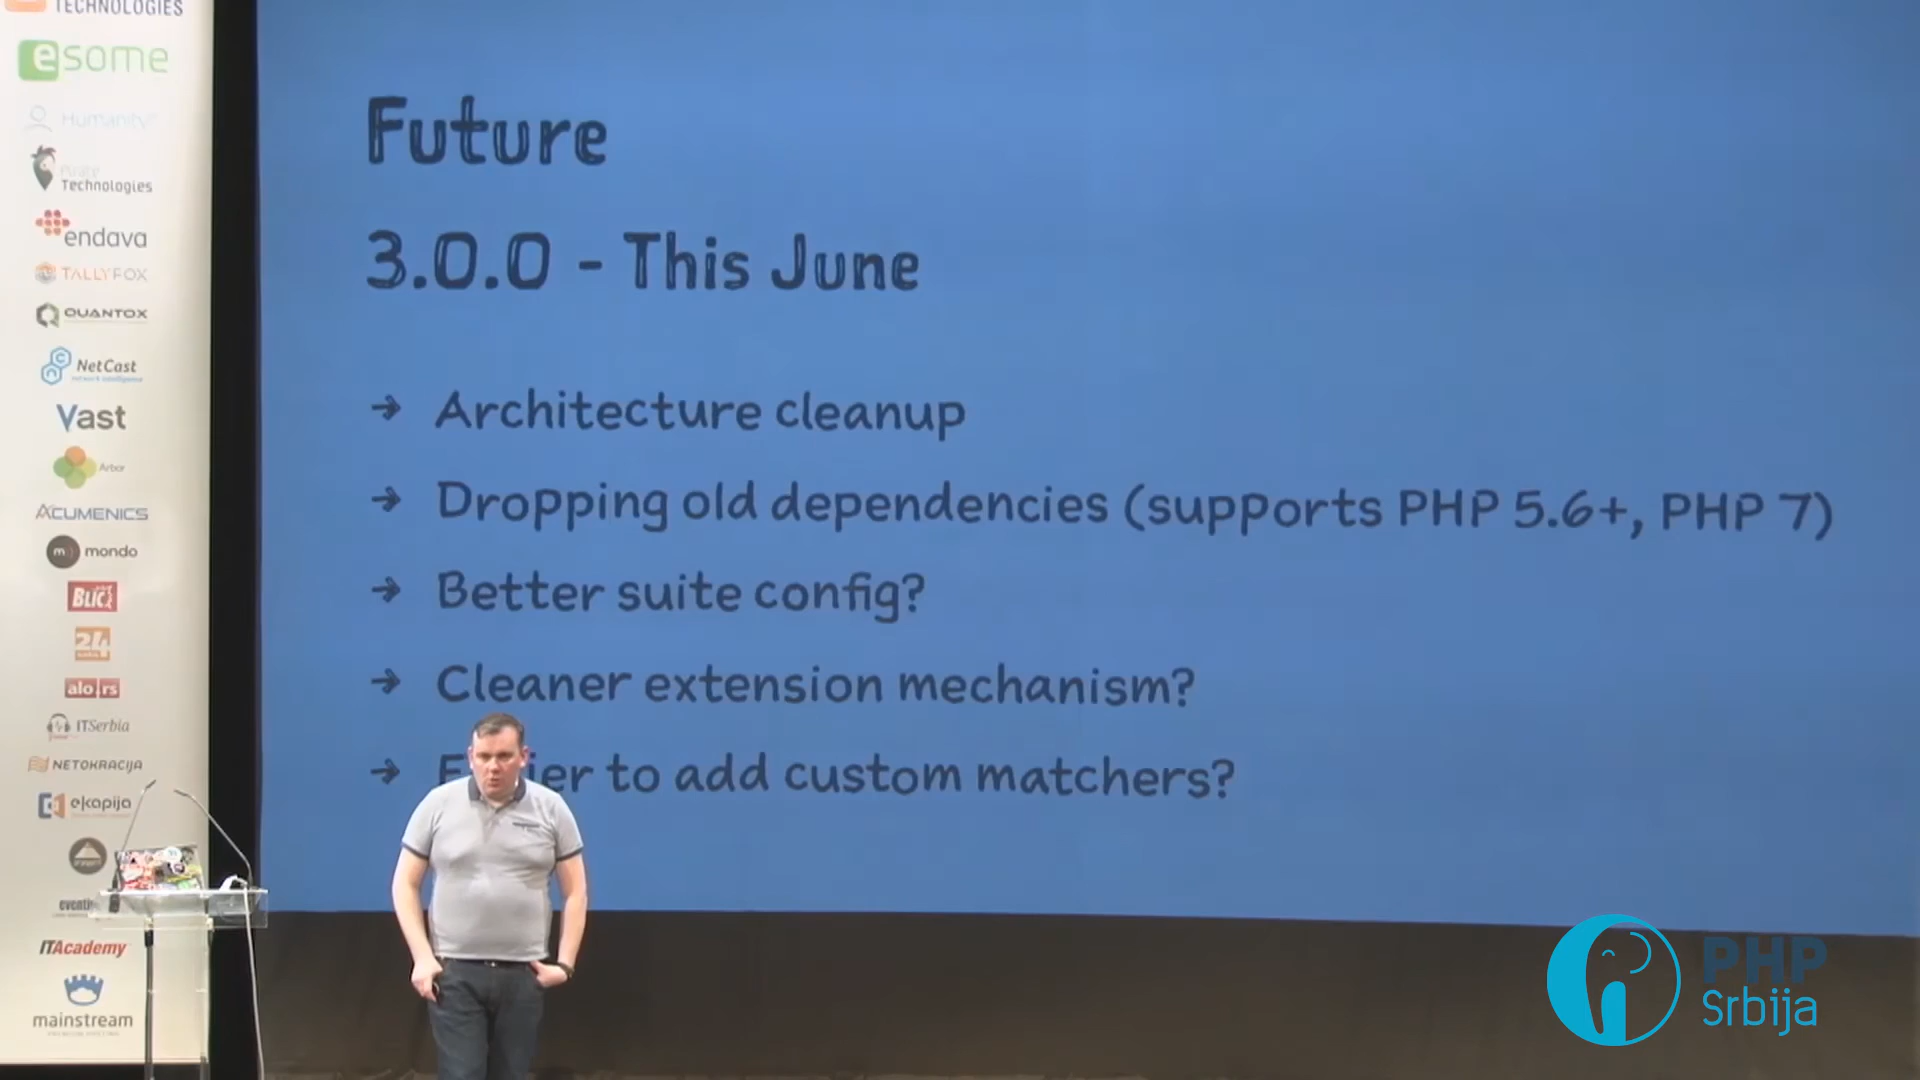 TECHNOLOGIES
esome
Humanity
Pirate
Technologies
endava
TALLYFOX
QUANTOX
NetCast
Vast
Arbor
ACUMENICS
m
mondo
BLIC
24
alo.rs
ITSerbia
NETOKRACIJA
ekapija
ITAcademy
mainstream
Future
3.0.0 - This June
→ Architecture cleanup
→ Dropping old dependencies (supports PHP 5.6+, PHP 7)
→ Better suite config?
→ Cleaner extension mechanism?
→ to add custom matchers?
PHP
Srbija